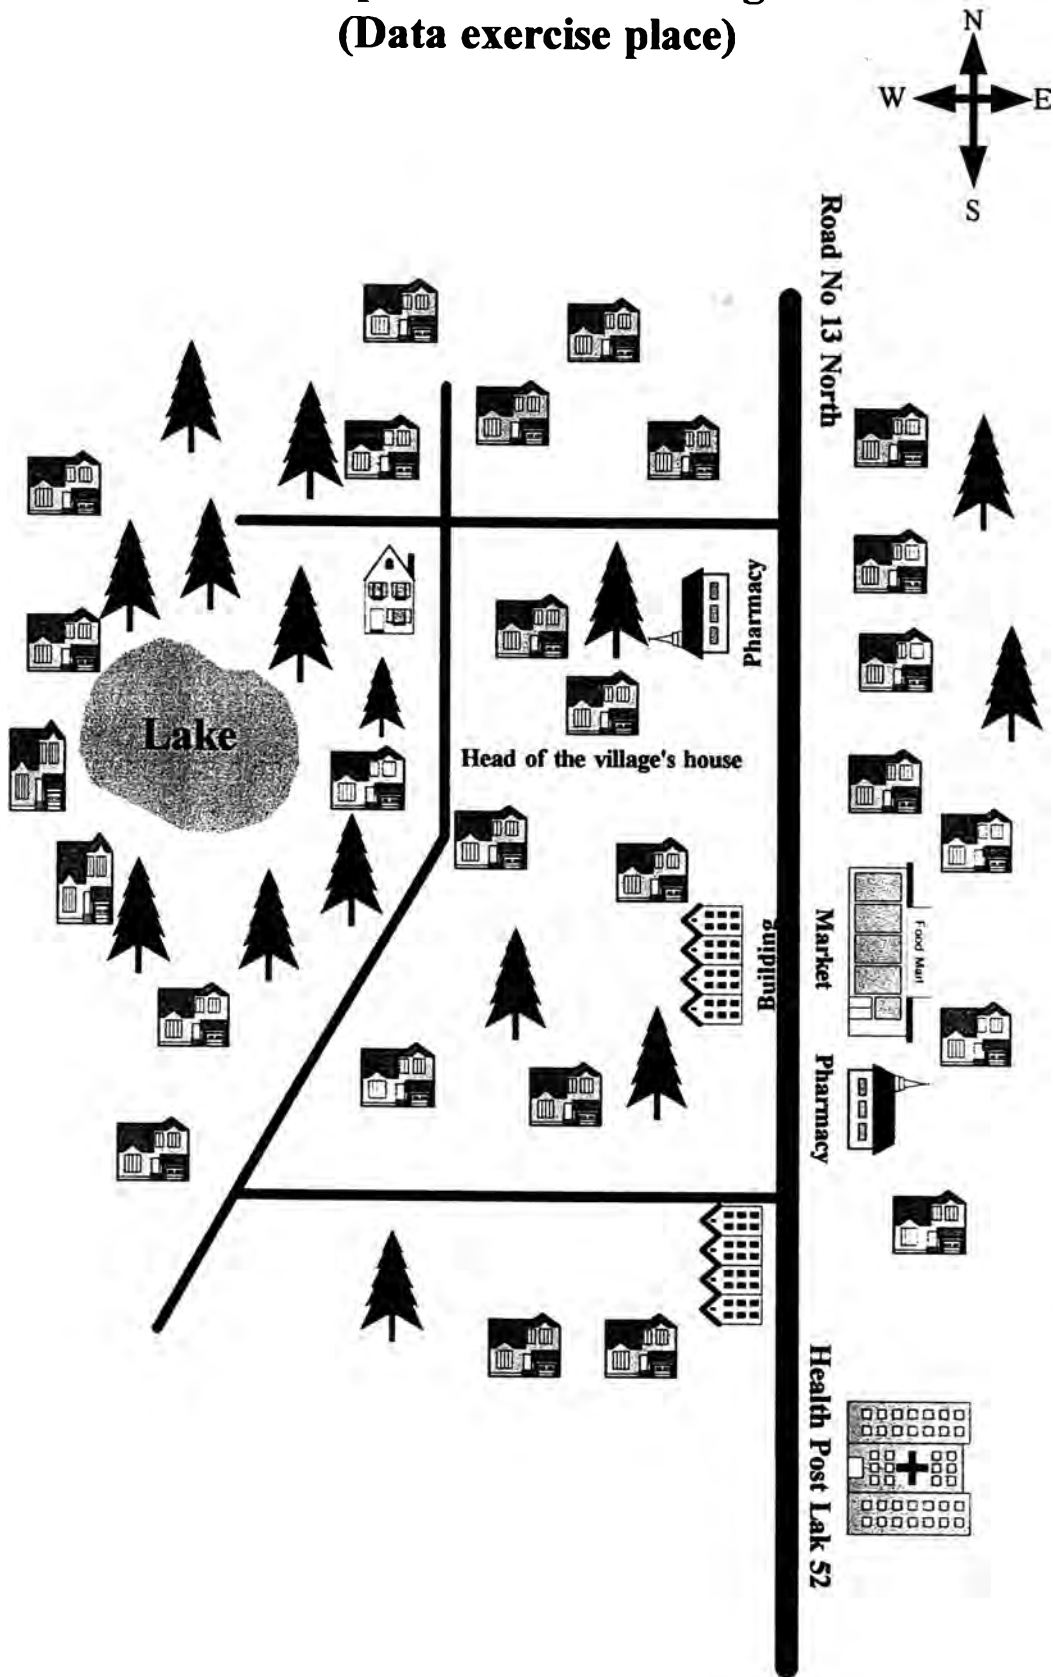 (Data exercise place)
N
W
E
S
Road No 13 North
Pharmacy
Lake
Head of the village's house
Building
Market
Food Mart
Pharmacy
Health Post Lak 52